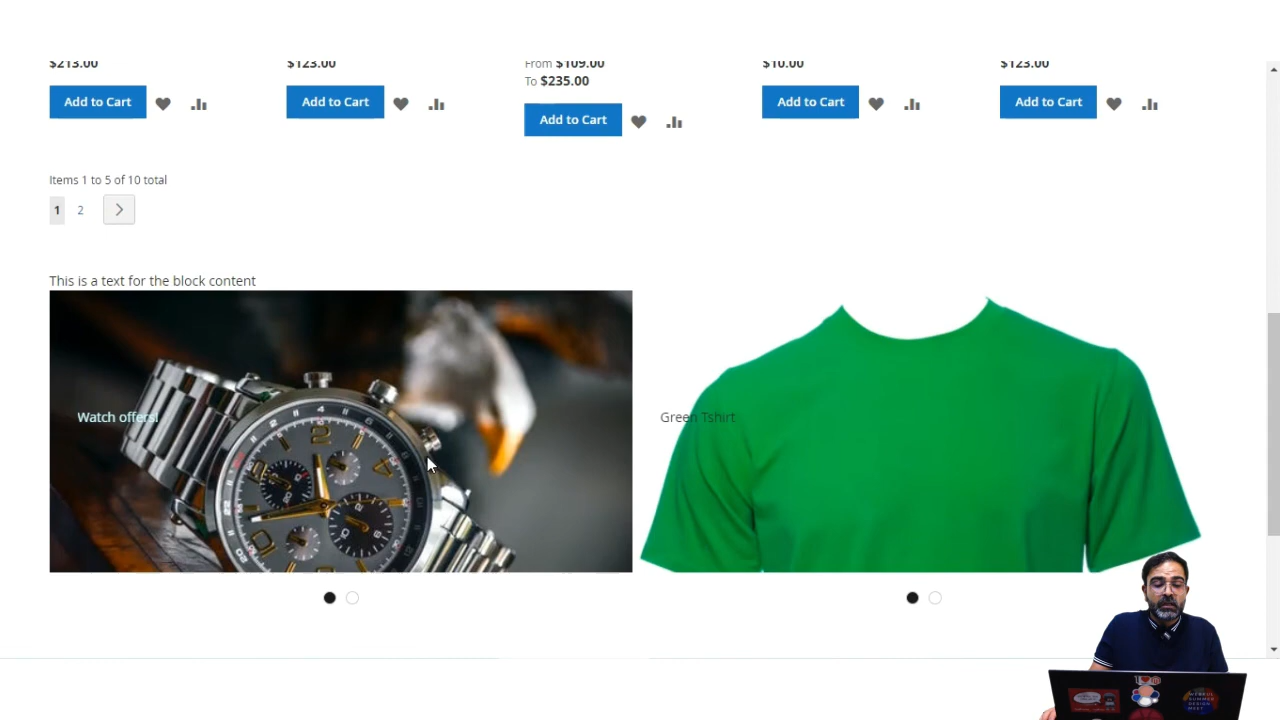 $213.00
$123.00
From $109.00
To $235.00
$10.00
$123.00
Add to Cart
Add to Cart
Add to Cart
Add to Cart
Add to Cart
Items 1 to 5 of 10 total
1 2
This is a text for the block content
Watch offers!
Green Tshirt